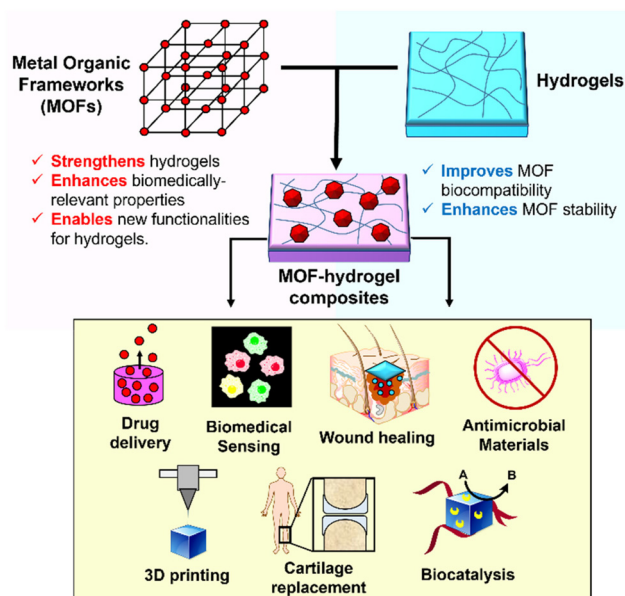 Metal Organic
Frameworks
(MOFs)
Hydrogels
✓ Strengthens hydrogels
✓ Enhances biomedically-
relevant properties
✓ Enables new functionalities
for hydrogels.
✓ Improves MOF
biocompatibility
✓ Enhances MOF stability
MOF-hydrogel
composites
Drug
delivery
Biomedical
Sensing
Wound healing
Antimicrobial
Materials
3D printing
Cartilage
replacement
A
B
Biocatalysis